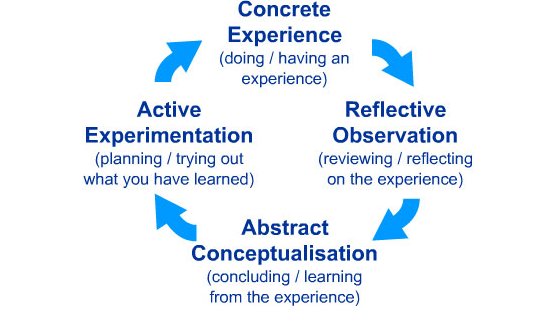 Concrete
Experience
(doing / having an
experience)
Reflective
Observation
(reviewing / reflecting
on the experience)
Abstract
Conceptualisation
(concluding / learning
from the experience)
Active
Experimentation
(planning / trying out
what you have learned)